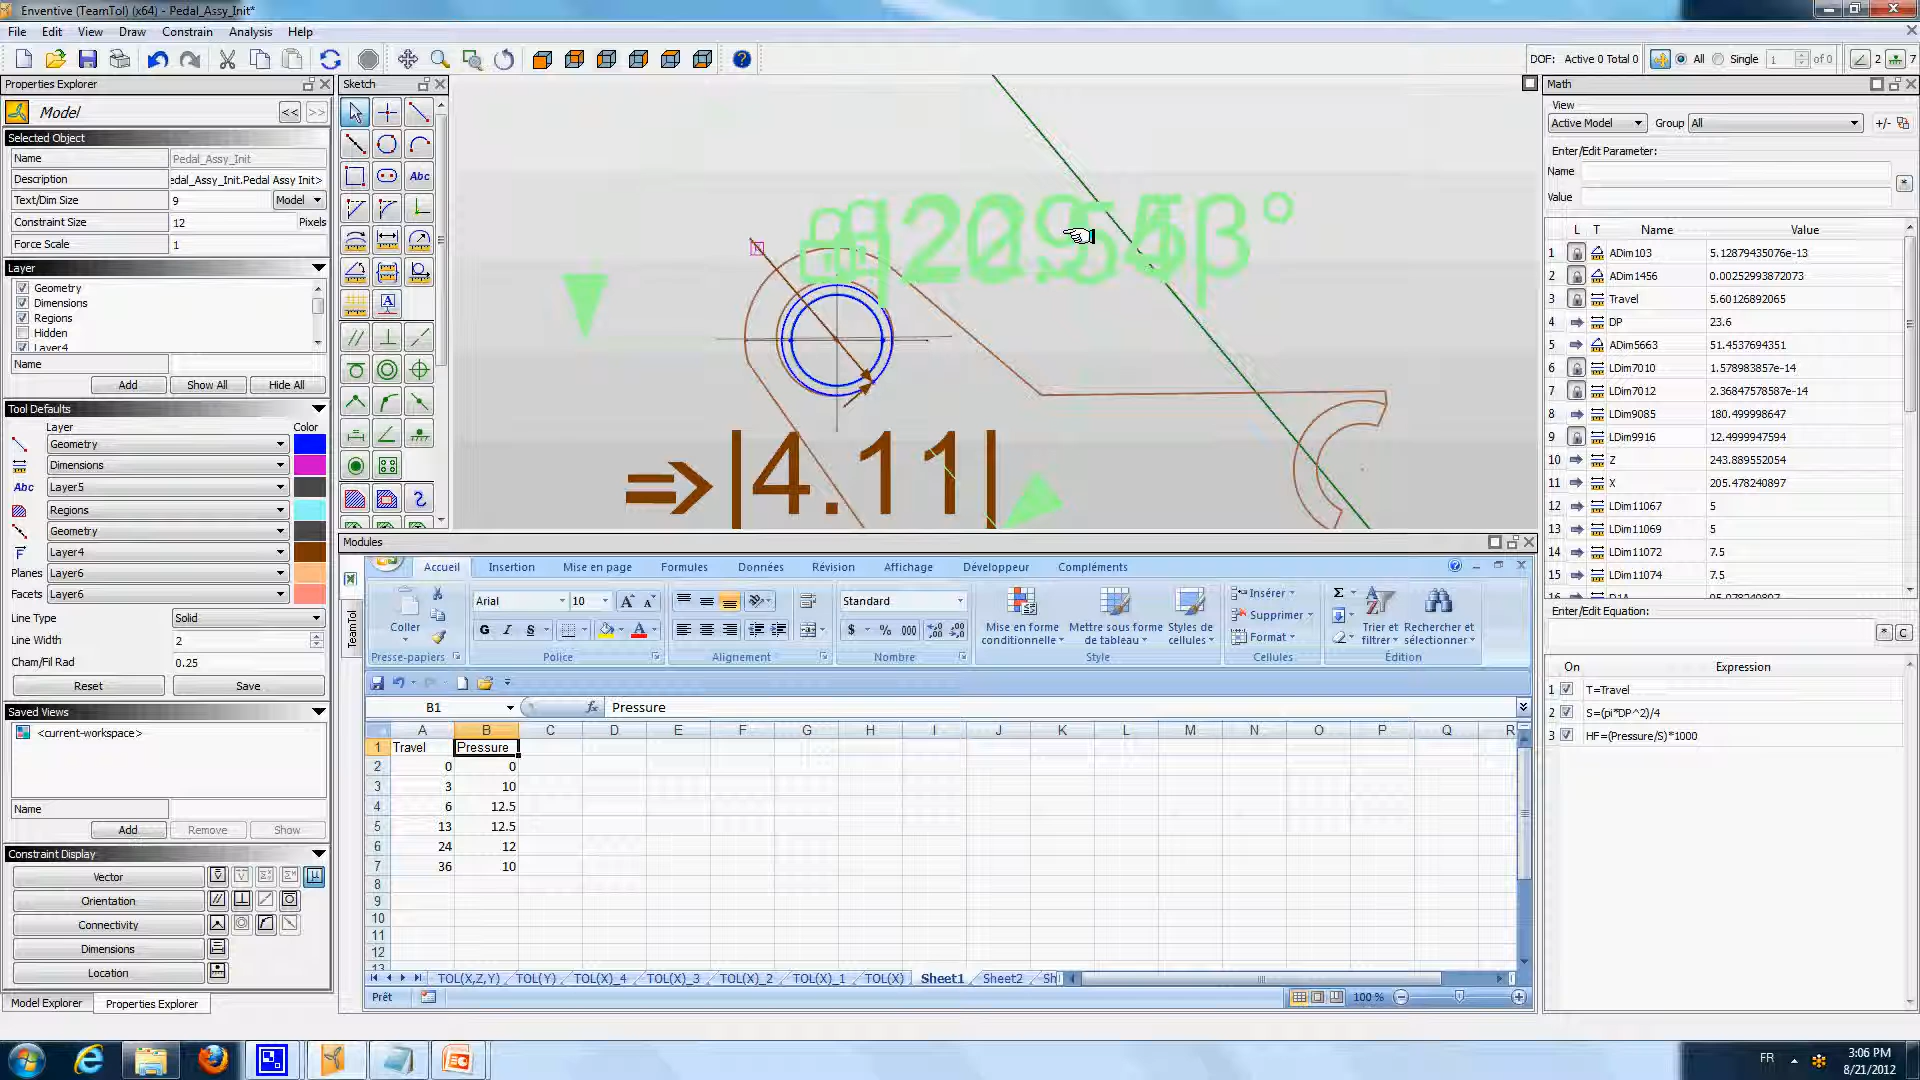 Enventive (TeamTol) (x64) - Pedal_Assy_Init*
File Edit View Draw Constrain Analysis Help
DOF: Active 0 Total 0 All Single 1 of 0 2 7
Properties Explorer
Model << >>
Selected Object
Name Pedal_Assy_Init
Description edal_Assy_Init.Pedal Assy Init>
Text/Dim Size 9 Model
Constraint Size 12 Pixels
Force Scale 1
Layer
Geometry
Dimensions
Regions
Hidden
Layer4
Name
Add Show All Hide All
Tool Defaults
Layer Color
Geometry
Dimensions
Abc Layer5
Regions
Geometry
F Layer4
Planes Layer6
Facets Layer6
Line Type Solid
Line Width 2
Cham/Fil Rad 0.25
Reset Save
Saved Views
<current-workspace>
Name
Add Remove Show
Constraint Display
Vector
Orientation
Connectivity
Dimensions
Location
Model Explorer Properties Explorer
Sketch
Abc
=>|4.11|
Modules
TeamTol
Accueil Insertion Mise en page Formules Données Révision Affichage Développeur Compléments
Coller
Presse-papiers
Arial 10
G I S
Police
Alignement
Standard
$ % 000
Nombre
Mise en forme conditionnelle
Mettre sous forme de tableau
Styles de cellules
Style
Insérer
Supprimer
Format
Cellules
Trier et filtrer
Rechercher et sélectionner
Édition
B1 fx Pressure
A B C D E F G H I J K L M N O P Q R
1 Travel Pressure
2 0 0
3 3 10
4 6 12.5
5 13 12.5
6 24 12
7 36 10
8
9
10
11
12
13
TOL(X,Z,Y) TOL(Y) TOL(X)_4 TOL(X)_3 TOL(X)_2 TOL(X)_1 TOL(X) Sheet1 Sheet2 Sh
Prêt 100 %
Math
View
Active Model Group All +/-
Enter/Edit Parameter:
Name
Value
L T Name Value
1 ADim103 5.12879435076e-13
2 ADim1456 0.00252993872073
3 Travel 5.60126892065
4 DP 23.6
5 ADim5663 51.4537694351
6 LDim7010 1.578983857e-14
7 LDim7012 2.36847578587e-14
8 LDim9085 180.499998647
9 LDim9916 12.4999947594
10 Z 243.889552054
11 X 205.478240897
12 LDim11067 5
13 LDim11069 5
14 LDim11072 7.5
15 LDim11074 7.5
Enter/Edit Equation:
* C
On Expression
1 T=Travel
2 S=(pi*DP^2)/4
3 HF=(Pressure/S)*1000
FR 3:06 PM
8/21/2012